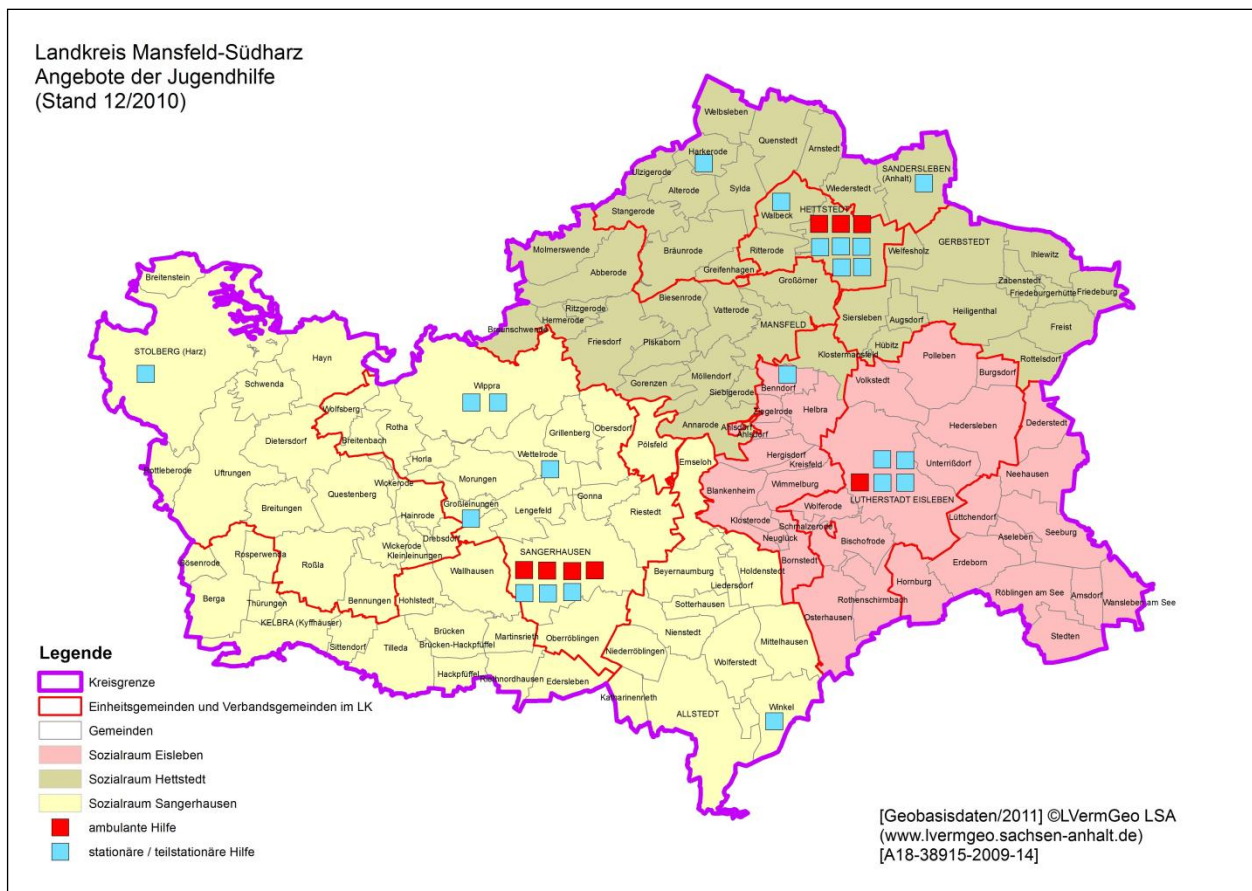 Landkreis Mansfeld-Südharz
Angebote der Jugendhilfe
(Stand 12/2010)
Welbsleben
Quenstedt
Arnstedt
Harkerode
SANDERSLEBEN
(Anhalt)
Ulzigerode
Alterode
Sylda
Wiederstedt
Stangerode
Walbeck
HETTSTEDT
Molmerswende
Bräunrode
Ritterode
Welfesholz
GERBSTEDT
Ihlewitz
Abberode
Greifenhagen
Zabenstedt
Breitenstein
Großörner
Friedeburgerhütte
Friedeburg
Ritzgerode
Biesenrode
Hermerode
Vatterode
Siersleben
Augsdorf
Heiligenthal
Braunschwende
MANSFELD
Freist
Friesdorf
Piskaborn
Hübitz
STOLBERG (Harz)
Hayn
Klostermansfeld
Polleben
Rottelsdorf
Möllendorf
Burgsdorf
Schwenda
Wippra
Gorenzen
Siebigerode
Benndorf
Volkstedt
Wolfsberg
Ziegelrode
Helbra
Rotha
Obersdorf
Annarode
Ahlsdorf
Ahlsdorf
Hedersleben
Dederstedt
Dietersdorf
Breitenbach
Grillenberg
Pölsfeld
Horla
Wettelrode
Emseloh
Hergisdorf
Kreisfeld
Unterrißdorf
Neehausen
Rottleberode
Uftrungen
Morungen
Wickerode
Blankenheim
Wimmelburg
Questenberg
Gonna
LUTHERSTADT EISLEBEN
Breitungen
Großleinungen
Lengefeld
Riestedt
Klosterode
Wolferode
Lüttchendorf
Seeburg
Hainrode
Schmalzerode
Neuglück
Aseleben
Drebsdorf
Bischofrode
Wickerode
Kleinleinungen
SANGERHAUSEN
Bornstedt
Erdeborn
Rosperwenda
Bösenrode
Roßla
Wallhausen
Beyernaumburg
Holdenstedt
Liedersdorf
Hornburg
Röblingen am See
Amsdorf
Wansleben am See
Berga
Thürungen
Bennungen
Hohlstedt
Sotterhausen
Rothenschirmbach
Osterhausen
KELBRA (Kyffhäuser)
Brücken
Martinsrieth
Nienstedt
Mittelhausen
Stedten
Sittendorf
Tilleda
Brücken-Hackpfüffel
Oberröblingen
Niederröblingen
Wolferstedt
Hackpfüffel
Riethnordhausen
Edersleben
Katharinenrieth
ALLSTEDT
Winkel
Legende
Kreisgrenze
Einheitsgemeinden und Verbandsgemeinden im LK
Gemeinden
Sozialraum Eisleben
Sozialraum Hettstedt
Sozialraum Sangerhausen
ambulante Hilfe
stationäre / teilstationäre Hilfe
[Geobasisdaten/2011] ©LVermGeo LSA
(www.lvermgeo.sachsen-anhalt.de)
[A18-38915-2009-14]